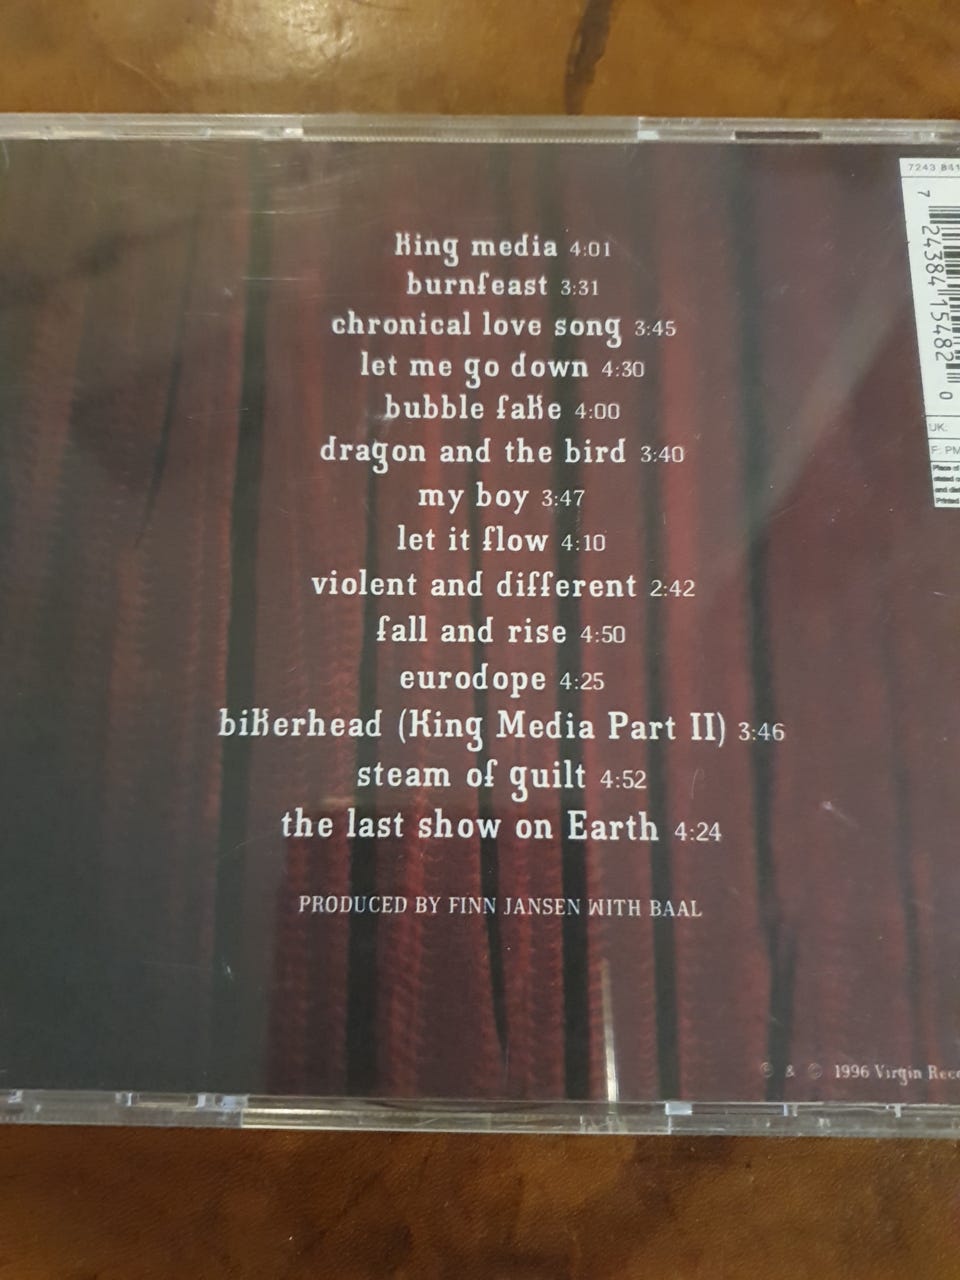 King media 4:01
burnfeast 3:31
chronical love song 3:45
let me go down 4:30
bubble fake 4:00
dragon and the bird 3:40
my boy 3:47
let it flow 4:10
violent and different 2:42
fall and rise 4:50
eurodope 4:25
bikerhead (King Media Part II) 3:46
steam of guilt 4:52
the last show on Earth 4:24
PRODUCED BY FINN JANSEN WITH BAAL
℗ & © 1996 Virgin
7243 841
7 24384 15482 0
UK:
F: PM